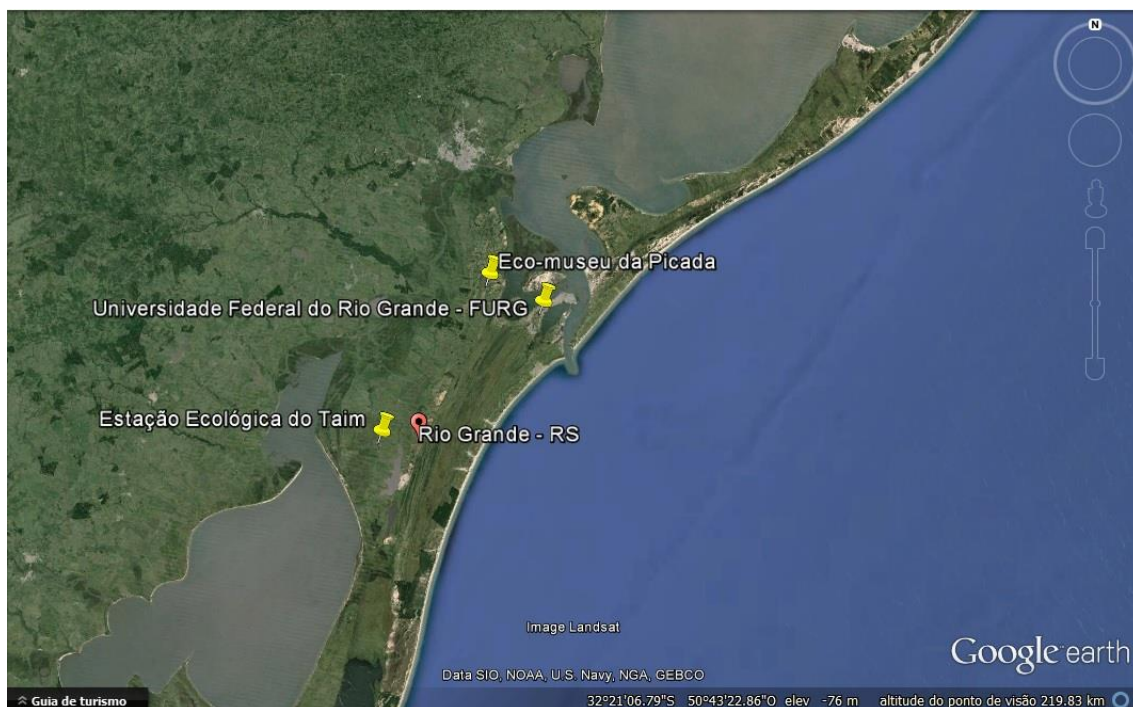 N
Eco-museu da Picada
Universidade Federal do Rio Grande - FURG
Estação Ecológica do Taim
Rio Grande - RS
Image Landsat
Google earth
Data SIO, NOAA, U.S. Navy, NGA, GEBCO
Guia de turismo
32°21'06.79"S 50°43'22.86"O elev -76 m altitude do ponto de visão 219.83 km